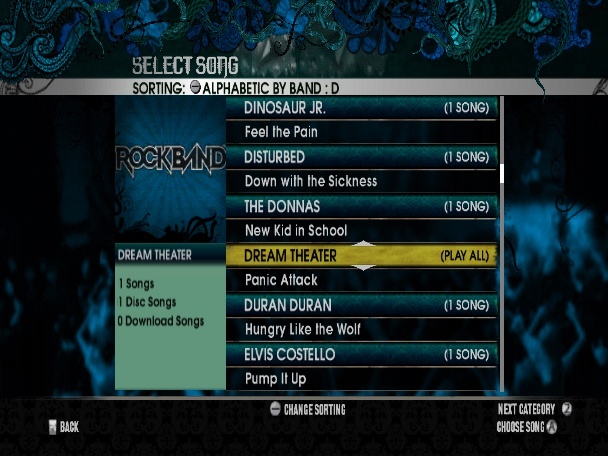 SELECT SONG
SORTING: ALPHABETIC BY BAND : D
DINOSAUR JR. (1 SONG)
Feel the Pain
DISTURBED (1 SONG)
ROCKBAND
Down with the Sickness
THE DONNAS (1 SONG)
New Kid in School
DREAM THEATER
DREAM THEATER (PLAY ALL)
1 Songs
Panic Attack
1 Disc Songs
DURAN DURAN (1 SONG)
0 Download Songs
Hungry Like the Wolf
ELVIS COSTELLO (1 SONG)
Pump It Up
CHANGE SORTING
NEXT CATEGORY Z
BACK
CHOOSE SONG A